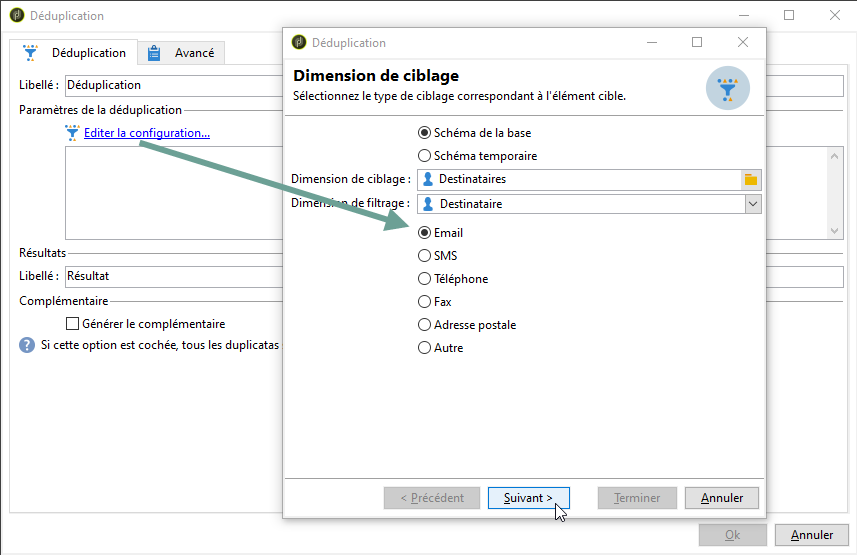 Déduplication
Déduplication
Avancé
Libellé :
Déduplication
Paramètres de la déduplication
Editer la configuration...
Résultats
Libellé :
Résultat
Complémentaire
Générer le complémentaire
Si cette option est cochée, tous les duplicatas
Ok
Annuler
Déduplication
Dimension de ciblage
Sélectionnez le type de ciblage correspondant à l'élément cible.
Schéma de la base
Schéma temporaire
Dimension de ciblage :
Destinataires
Dimension de filtrage :
Destinataire
Email
SMS
Téléphone
Fax
Adresse postale
Autre
< Précédent
Suivant >
Terminer
Annuler